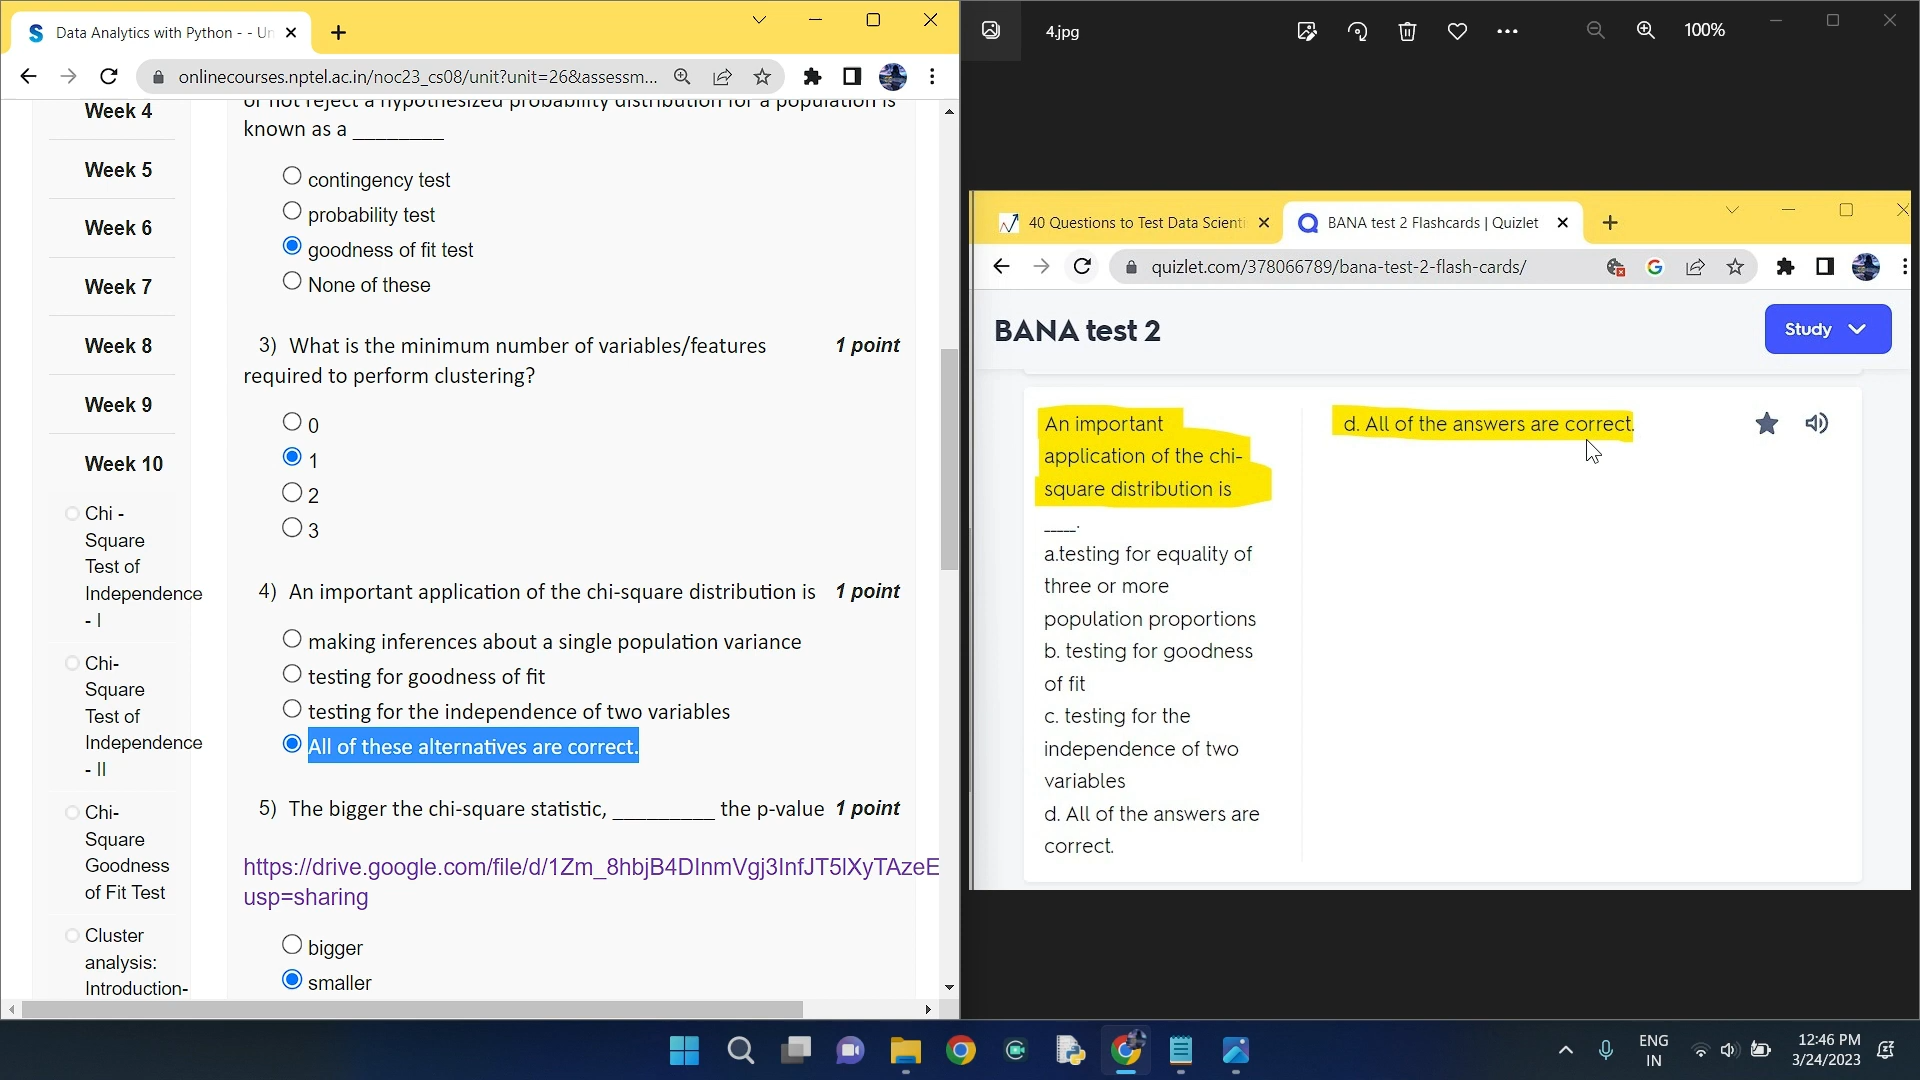 Data Analytics with Python - - Un
onlinecourses.nptel.ac.in/noc23_cs08/unit?unit=26&assessm...
Week 4
Week 5
Week 6
Week 7
Week 8
Week 9
Week 10
Chi -
Square
Test of
Independence
- I
Chi-
Square
Test of
Independence
- II
Chi-
Square
Goodness
of Fit Test
Cluster
analysis:
Introduction-
or not reject a hypothesized probability distribution for a population is
known as a ________
contingency test
probability test
goodness of fit test
None of these
3) What is the minimum number of variables/features 1 point
required to perform clustering?
0
1
2
3
4) An important application of the chi-square distribution is 1 point
making inferences about a single population variance
testing for goodness of fit
testing for the independence of two variables
All of these alternatives are correct.
5) The bigger the chi-square statistic, _________ the p-value 1 point
https://drive.google.com/file/d/1Zm_8hbjB4DInmVgj3InfJT5lXyTAzeE
usp=sharing
bigger
smaller
4.jpg
100%
40 Questions to Test Data Scienti
BANA test 2 Flashcards | Quizlet
quizlet.com/378066789/bana-test-2-flash-cards/
BANA test 2
Study
An important
application of the chi-
square distribution is
_____.
a.testing for equality of
three or more
population proportions
b. testing for goodness
of fit
c. testing for the
independence of two
variables
d. All of the answers are
correct.
d. All of the answers are correct.
ENG
IN
12:46 PM
3/24/2023